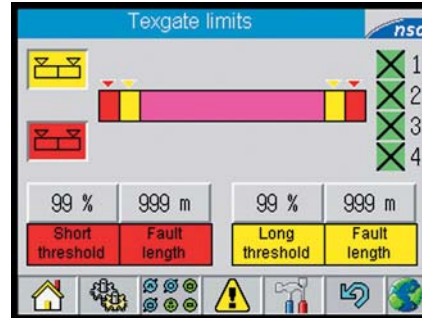 Texgate limits
nsc
1
2
3
4
99 % 999 m 99 % 999 m
Short threshold Fault length Long threshold Fault length